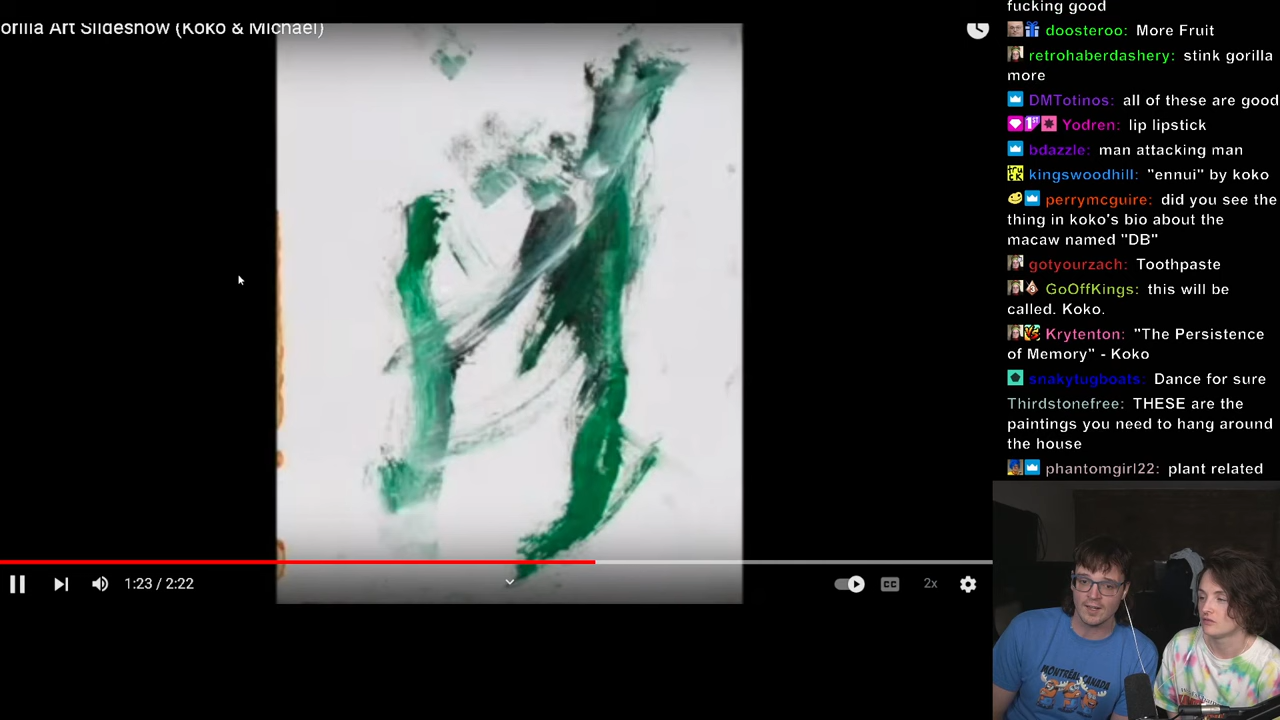 orilla Art Slideshow (Koko & Michael)
1:23 / 2:22
CC
2x
fucking good
doosteroo: More Fruit
retrohaberdashery: stink gorilla
more
DMTotinos: all of these are good
Yodren: lip lipstick
bdazzle: man attacking man
kingswoodhill: "ennui" by koko
perrymcguire: did you see the
thing in koko's bio about the
macaw named "DB"
gotyourzach: Toothpaste
GoOffKings: this will be
called. Koko.
Krytenton: "The Persistence
of Memory" - Koko
snakytugboats: Dance for sure
Thirdstonefree: THESE are the
paintings you need to hang around
the house
phantomgirl22: plant related
MONTRÉAL CANADA